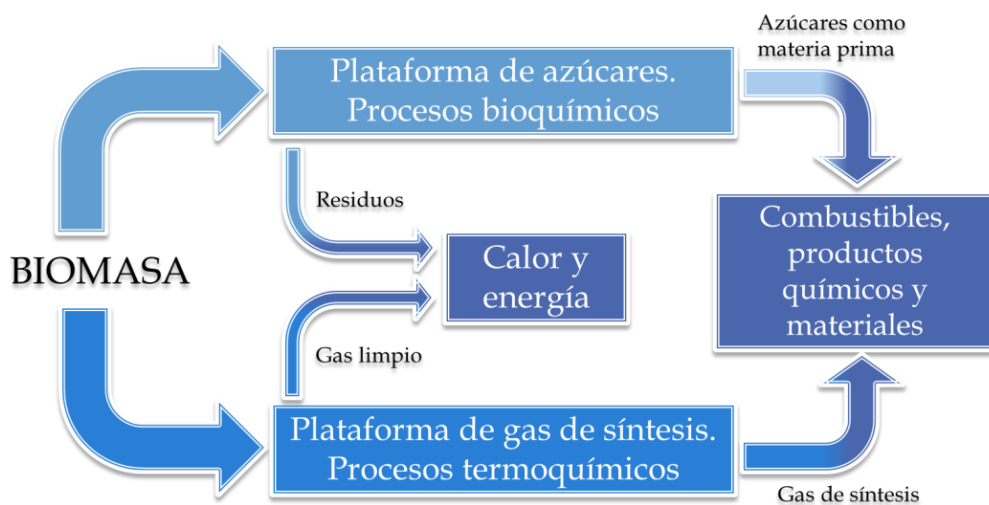 Azúcares como
materia prima
Plataforma de azúcares.
Procesos bioquímicos
Residuos
BIOMASA
Calor y
energía
Combustibles,
productos
químicos y
materiales
Gas limpio
Plataforma de gas de síntesis.
Procesos termoquímicos
Gas de síntesis